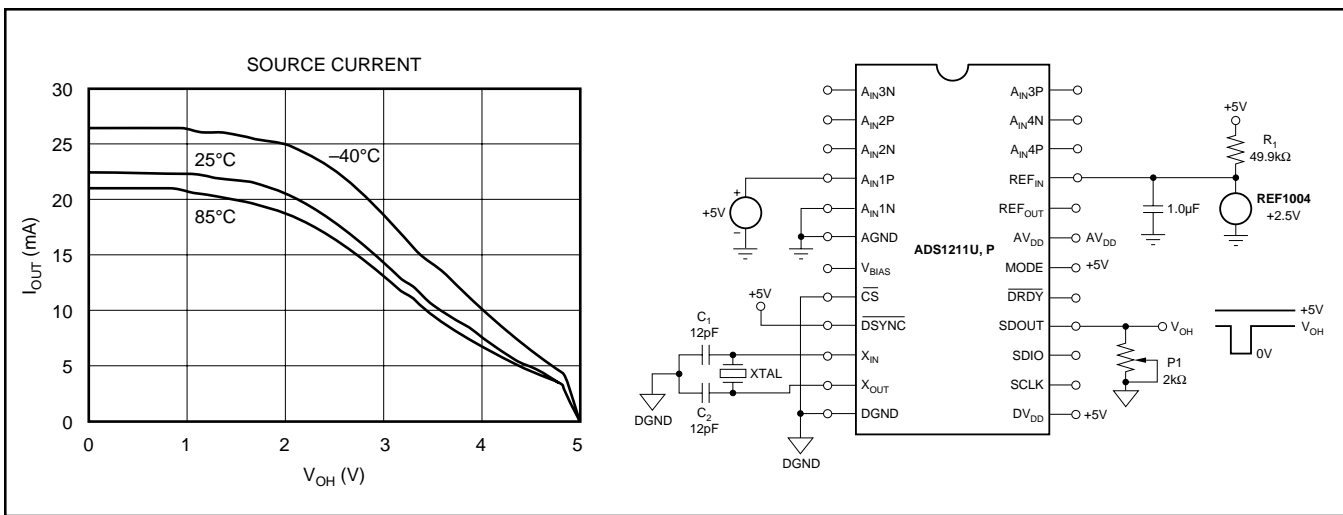 SOURCE CURRENT
30
25
20
15
10
5
0
I_OUT (mA)
–40°C
25°C
85°C
0 1 2 3 4 5
V_OH (V)
A_IN3N
A_IN2P
A_IN2N
A_IN1P
A_IN1N
AGND
V_BIAS
CS
DSYNC
X_IN
X_OUT
DGND
ADS1211U, P
A_IN3P
A_IN4N
A_IN4P
REF_IN
REF_OUT
AV_DD
MODE
DRDY
SDOUT
SDIO
SCLK
DV_DD
+
+5V
–
+5V
C1
12pF
XTAL
C2
12pF
DGND
DGND
+5V
R1
49.9kΩ
1.0µF
REF1004
+2.5V
AV_DD
+5V
V_OH
P1
2kΩ
+5V
+5V
V_OH
0V